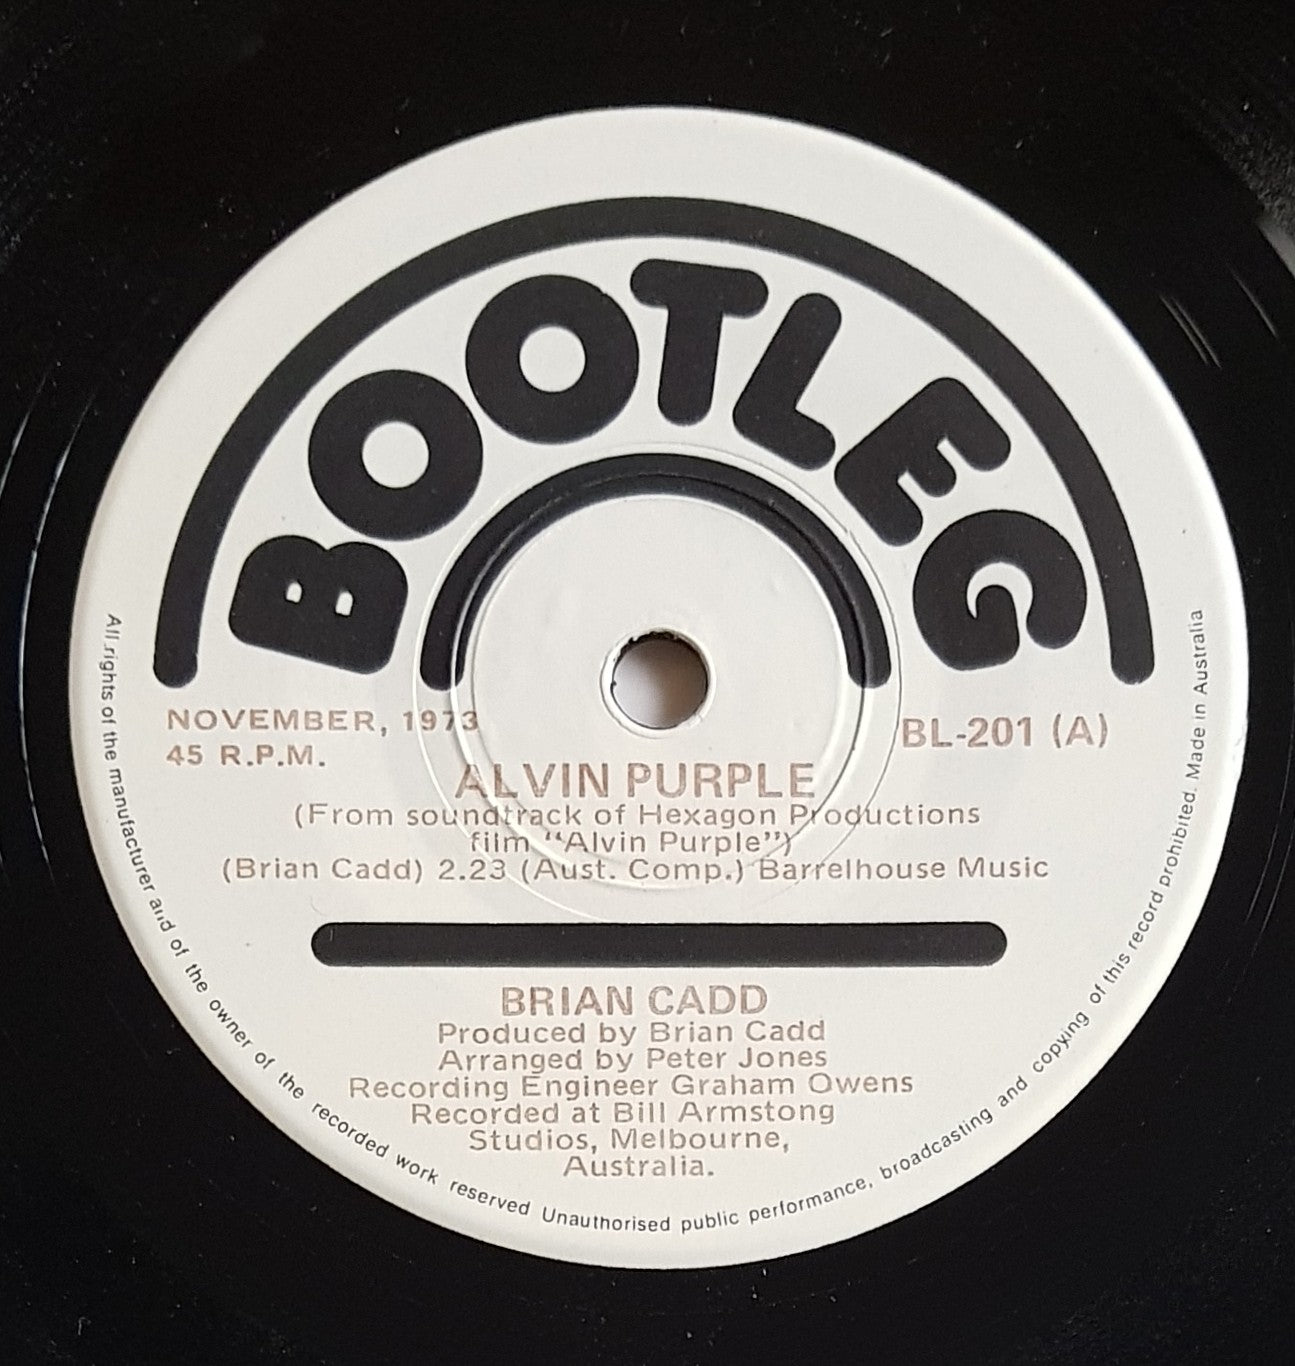 BOOTLEG
NOVEMBER, 1973
45 R.P.M.
BL-201 (A)
ALVIN PURPLE
(From soundtrack of Hexagon Productions
film "Alvin Purple")
(Brian Cadd) 2.23 (Aust. Comp.) Barrelhouse Music
BRIAN CADD
Produced by Brian Cadd
Arranged by Peter Jones
Recording Engineer Graham Owens
Recorded at Bill Armstong
Studios, Melbourne,
Australia.
All rights of the manufacturer and of the owner of the recorded work reserved Unauthorised public performance, broadcasting and copying of this record prohibited. Made in Australia